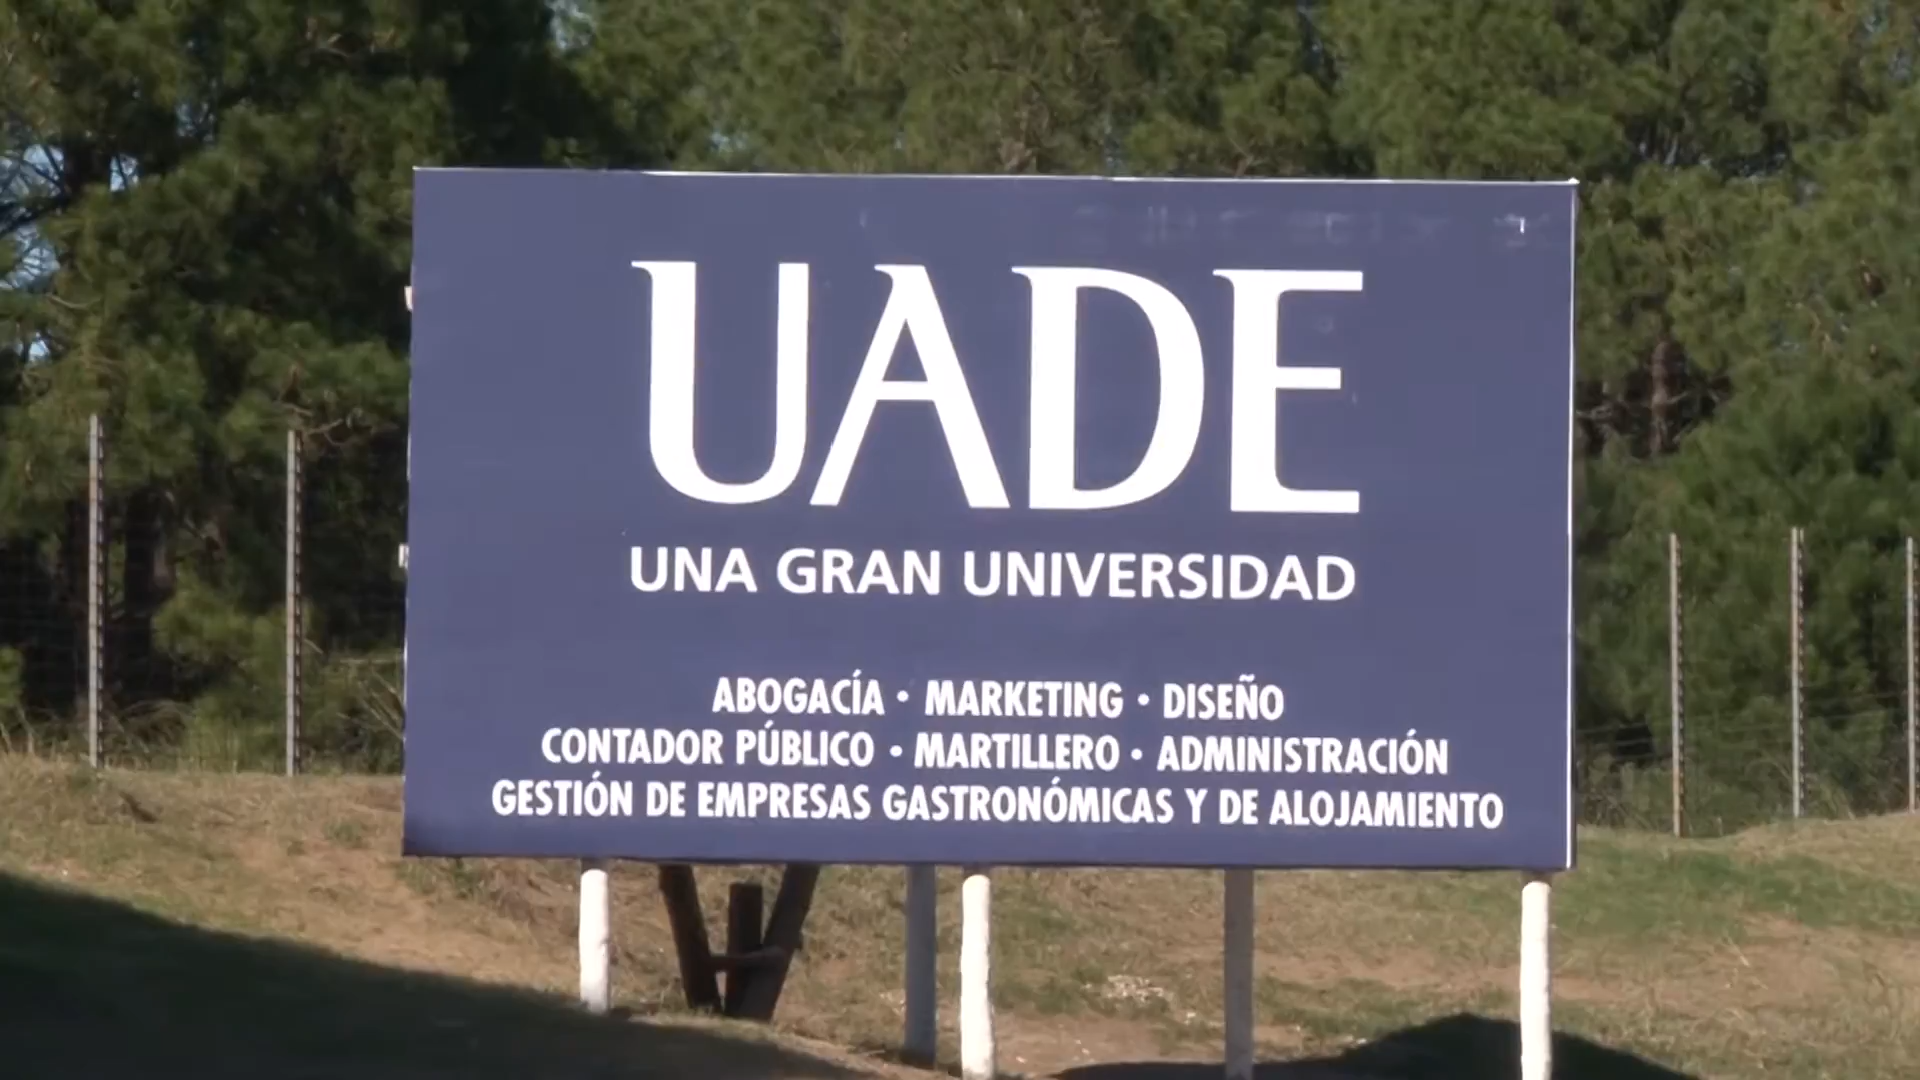 UADE
UNA GRAN UNIVERSIDAD
ABOGACÍA • MARKETING • DISEÑO
CONTADOR PÚBLICO • MARTILLERO • ADMINISTRACIÓN
GESTIÓN DE EMPRESAS GASTRONÓMICAS Y DE ALOJAMIENTO